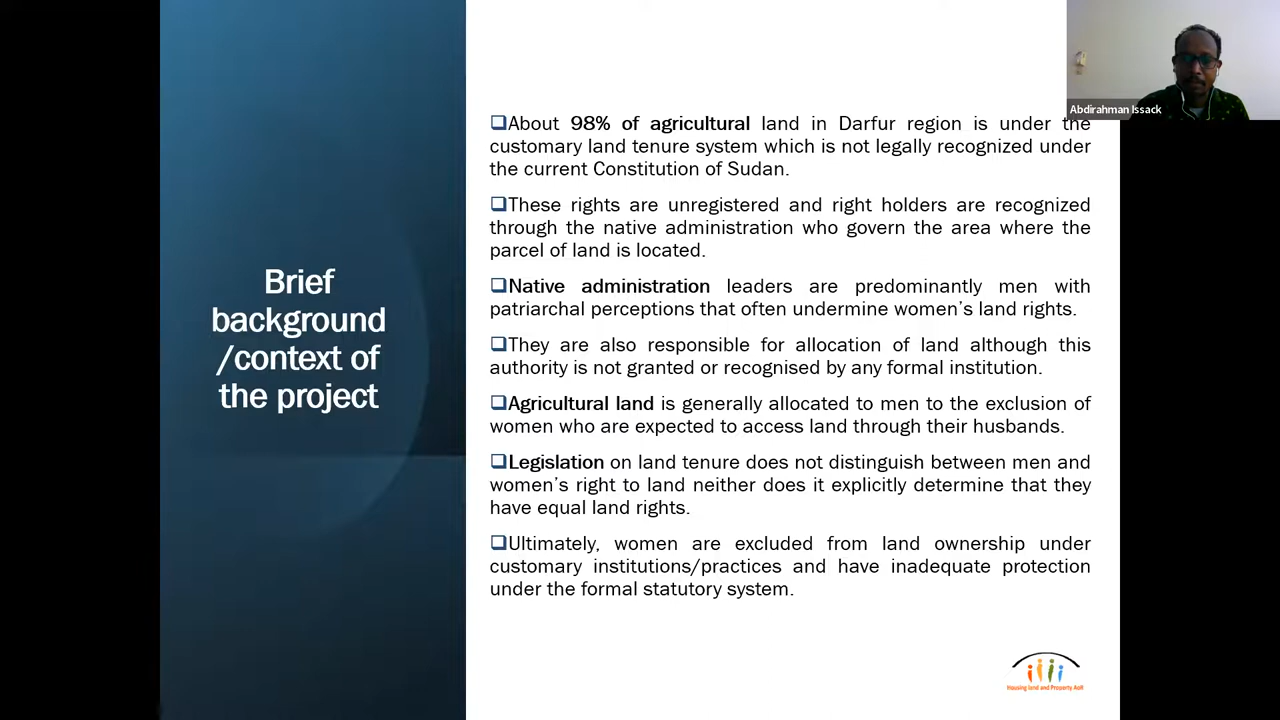 Brief
background
/context of
the project
About 98% of agricultural land in Darfur region is under the
customary land tenure system which is not legally recognized under
the current Constitution of Sudan.
These rights are unregistered and right holders are recognized
through the native administration who govern the area where the
parcel of land is located.
Native administration leaders are predominantly men with
patriarchal perceptions that often undermine women’s land rights.
They are also responsible for allocation of land although this
authority is not granted or recognised by any formal institution.
Agricultural land is generally allocated to men to the exclusion of
women who are expected to access land through their husbands.
Legislation on land tenure does not distinguish between men and
women’s right to land neither does it explicitly determine that they
have equal land rights.
Ultimately, women are excluded from land ownership under
customary institutions/practices and have inadequate protection
under the formal statutory system.
Abdirahman Issack
Housing land and Property AoR